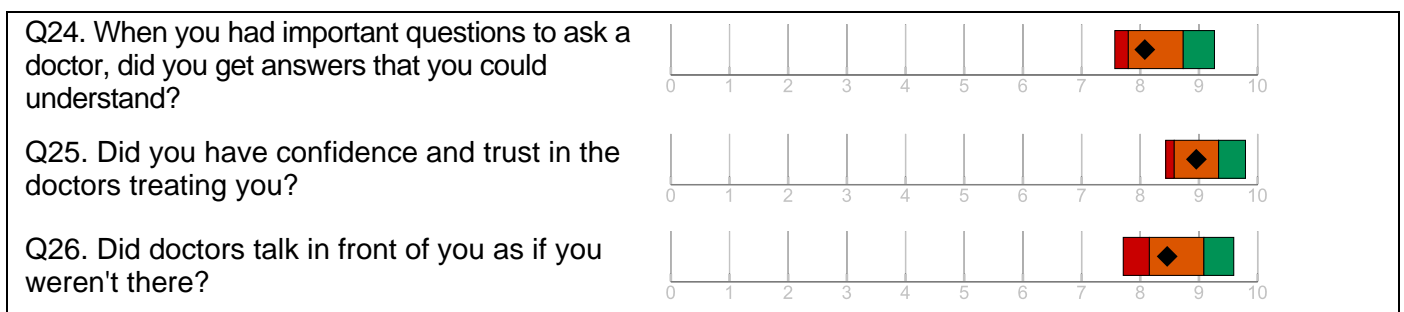 Q24. When you had important questions to ask a
doctor, did you get answers that you could
understand?
0 1 2 3 4 5 6 7 8 9 10
Q25. Did you have confidence and trust in the
doctors treating you?
0 1 2 3 4 5 6 7 8 9 10
Q26. Did doctors talk in front of you as if you
weren't there?
0 1 2 3 4 5 6 7 8 9 10